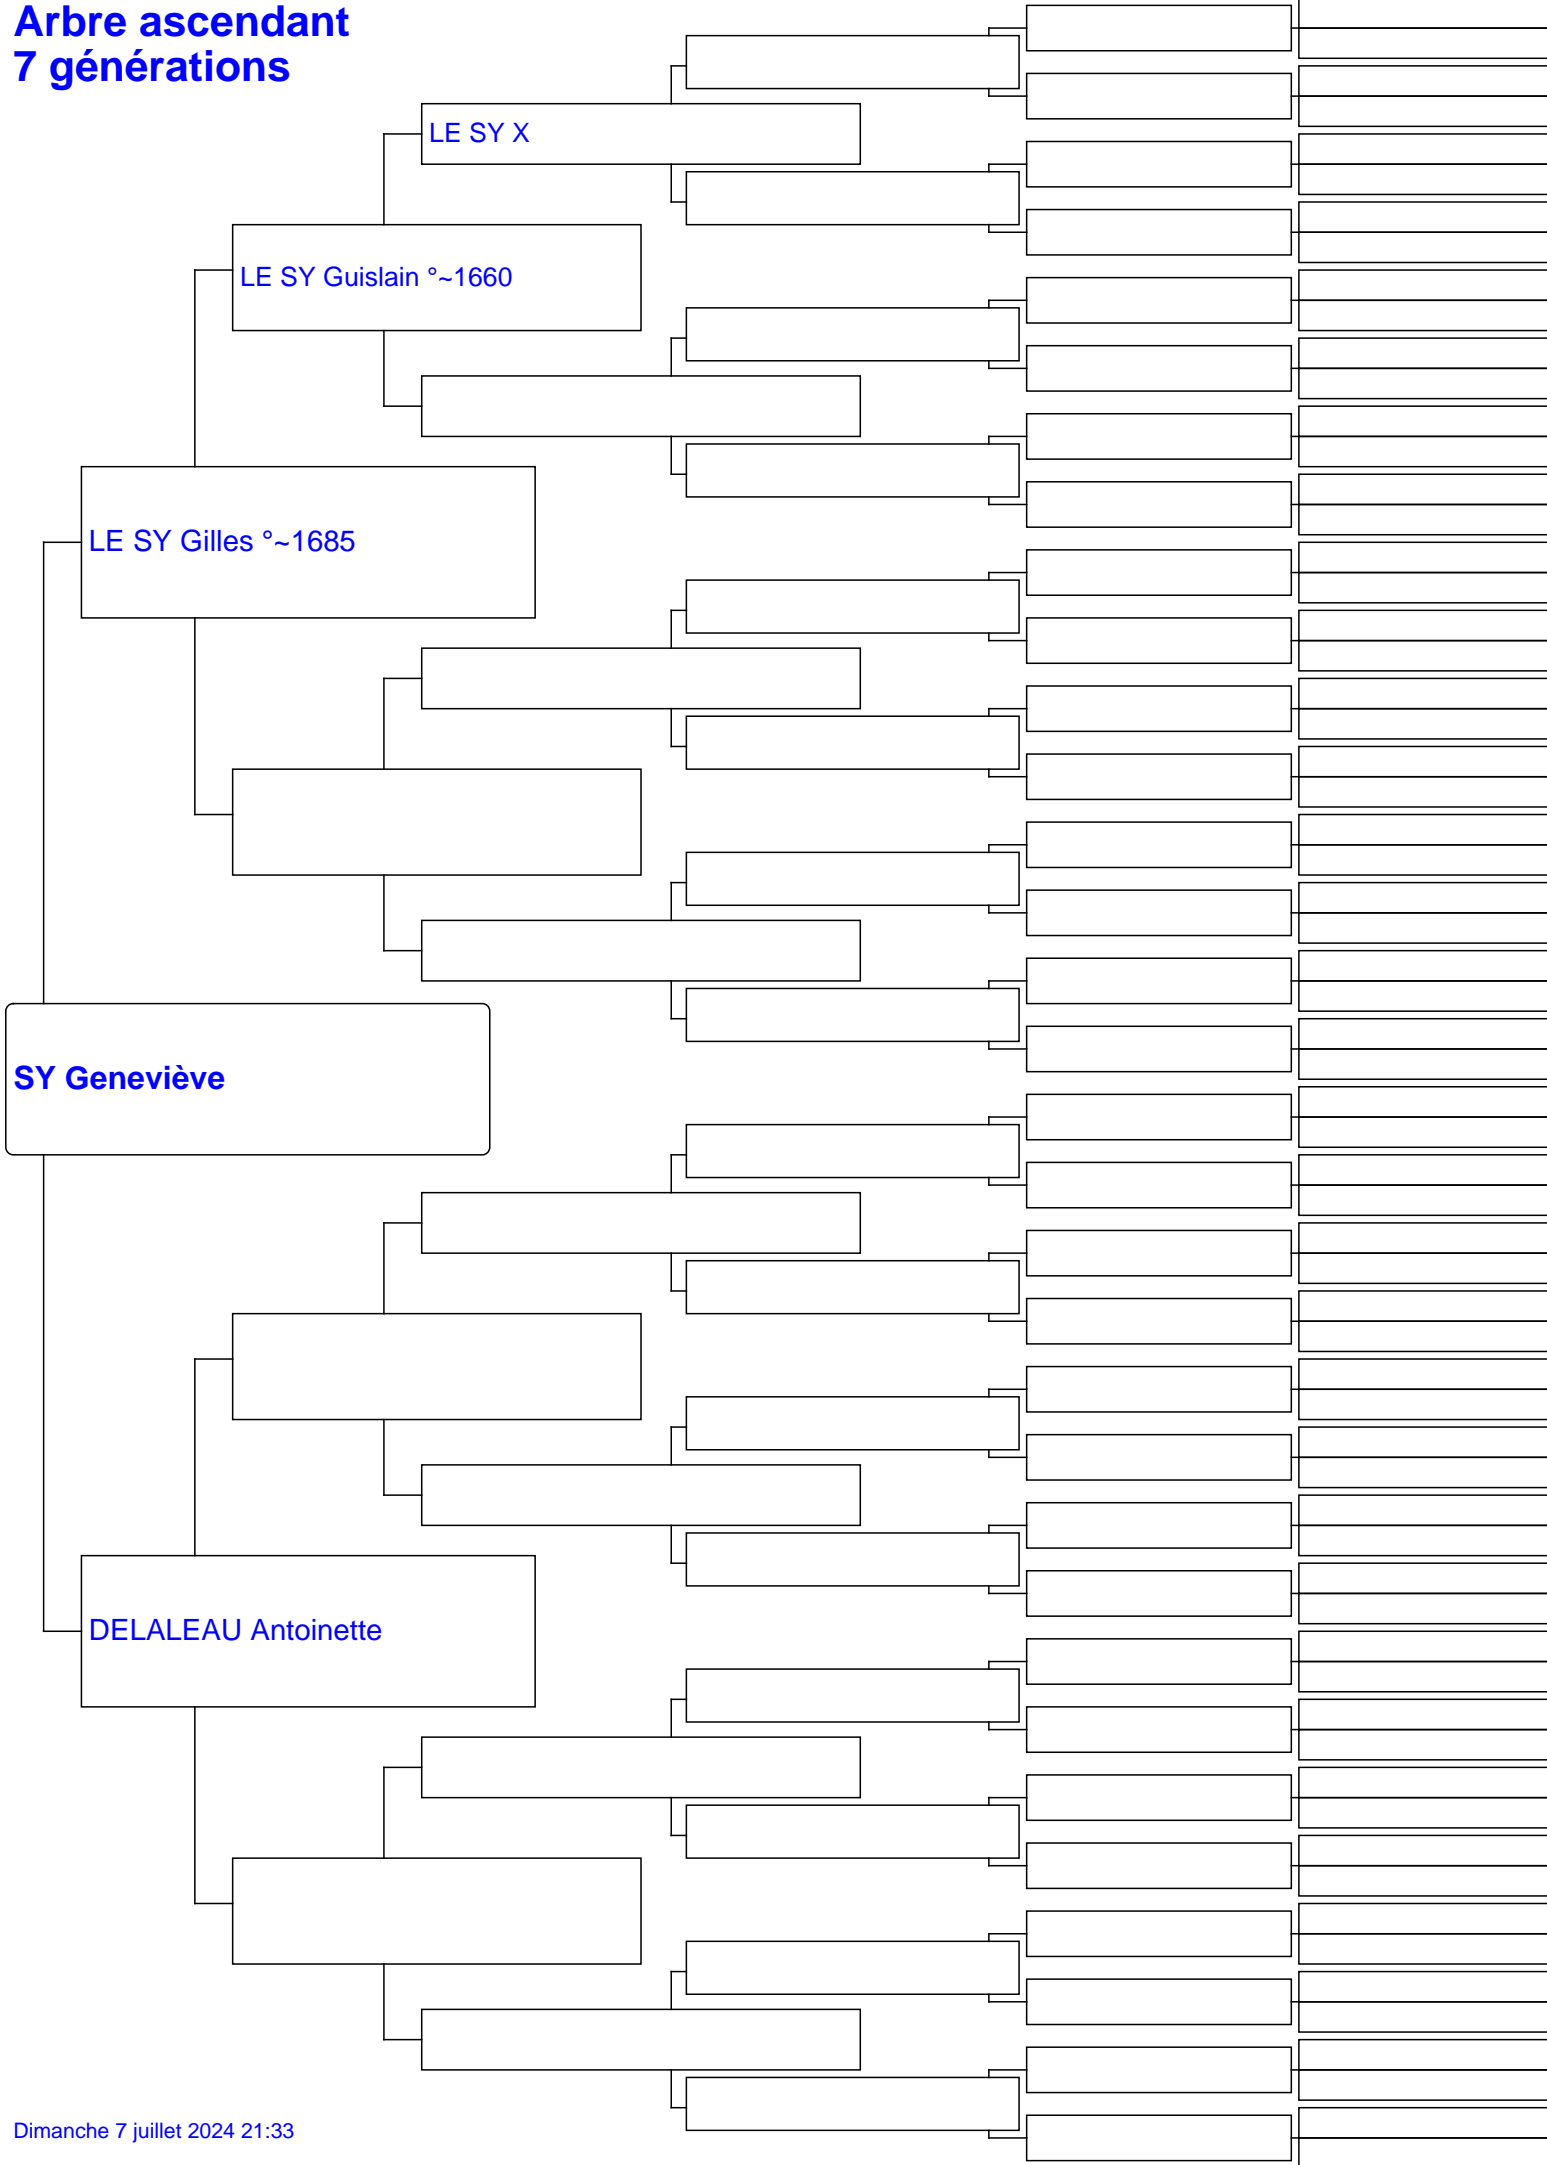 Arbre ascendant
7 générations
LE SY X
LE SY Guislain °~1660
LE SY Gilles °~1685
SY Geneviève
DELALEAU Antoinette
Dimanche 7 juillet 2024 21:33